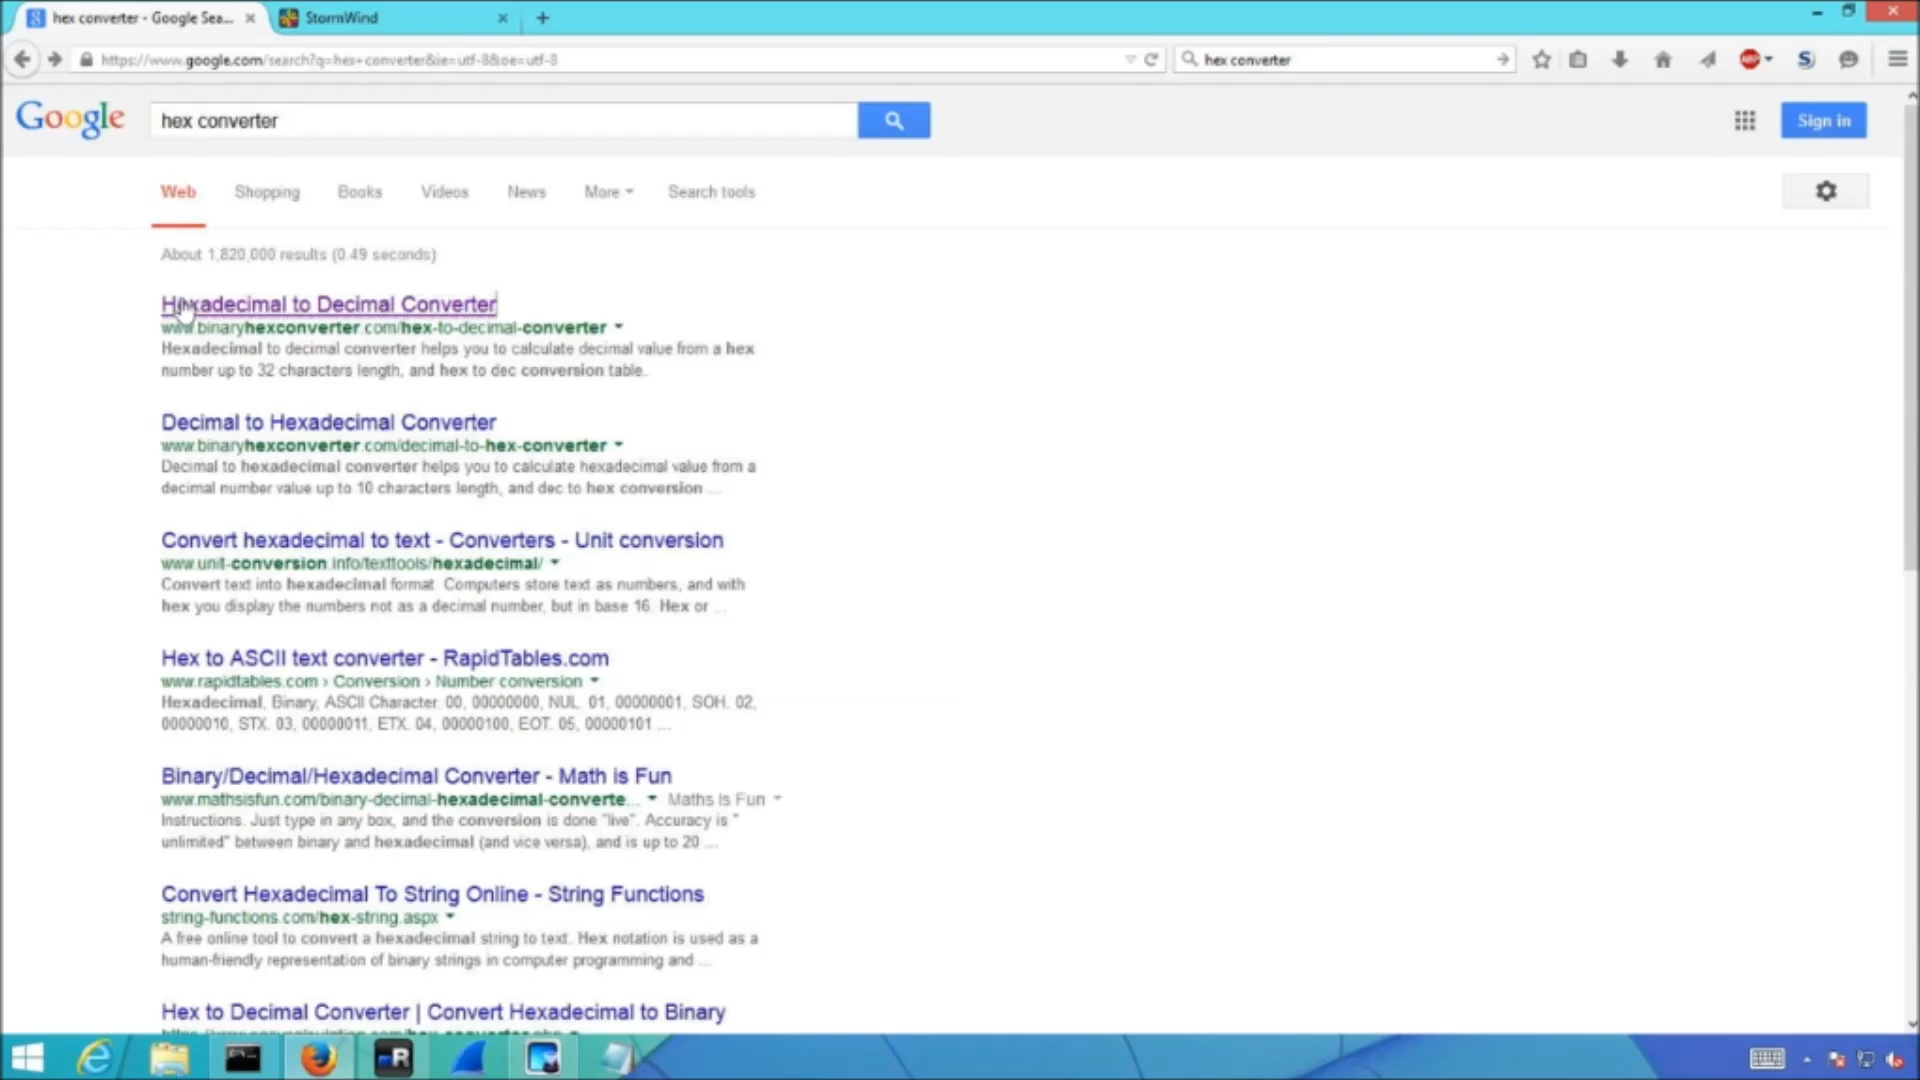 hex converter - Google Sea...
StormWind
https://www.google.com/search?q=hex+converter&ie=utf-8&oe=utf-8
hex converter
Google
hex converter
Sign in
Web
Shopping
Books
Videos
News
More
Search tools
About 1,820,000 results (0.49 seconds)
Hexadecimal to Decimal Converter
www.binaryhexconverter.com/hex-to-decimal-converter
Hexadecimal to decimal converter helps you to calculate decimal value from a hex
number up to 32 characters length, and hex to dec conversion table.
Decimal to Hexadecimal Converter
www.binaryhexconverter.com/decimal-to-hex-converter
Decimal to hexadecimal converter helps you to calculate hexadecimal value from a
decimal number value up to 10 characters length, and dec to hex conversion ...
Convert hexadecimal to text - Converters - Unit conversion
www.unit-conversion.info/texttools/hexadecimal/
Convert text into hexadecimal format. Computers store text as numbers, and with
hex you display the numbers not as a decimal number, but in base 16. Hex or ...
Hex to ASCII text converter - RapidTables.com
www.rapidtables.com › Conversion › Number conversion
Hexadecimal, Binary, ASCII Character. 00, 00000000, NUL. 01, 00000001, SOH. 02,
00000010, STX. 03, 00000011, ETX. 04, 00000100, EOT. 05, 00000101 ...
Binary/Decimal/Hexadecimal Converter - Math is Fun
www.mathsisfun.com/binary-decimal-hexadecimal-converte...
Maths Is Fun
Instructions. Just type in any box, and the conversion is done "live". Accuracy is "
unlimited" between binary and hexadecimal (and vice versa), and is up to 20 ...
Convert Hexadecimal To String Online - String Functions
string-functions.com/hex-string.aspx
A free online tool to convert a hexadecimal string to text. Hex notation is used as a
human-friendly representation of binary strings in computer programming and ...
Hex to Decimal Converter | Convert Hexadecimal to Binary